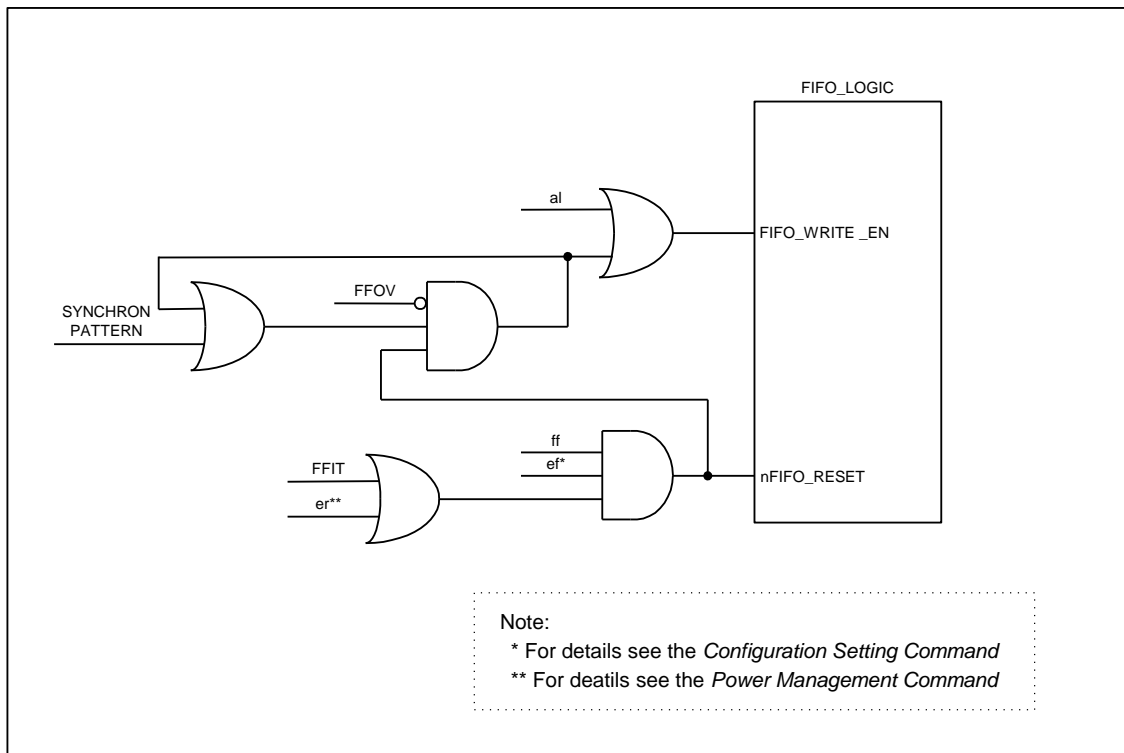 FIFO_LOGIC
al
FIFO_WRITE _EN
FFOV
SYNCHRON
PATTERN
ff
FFIT
ef*
nFIFO_RESET
er**
Note:
* For details see the Configuration Setting Command
** For deatils see the Power Management Command